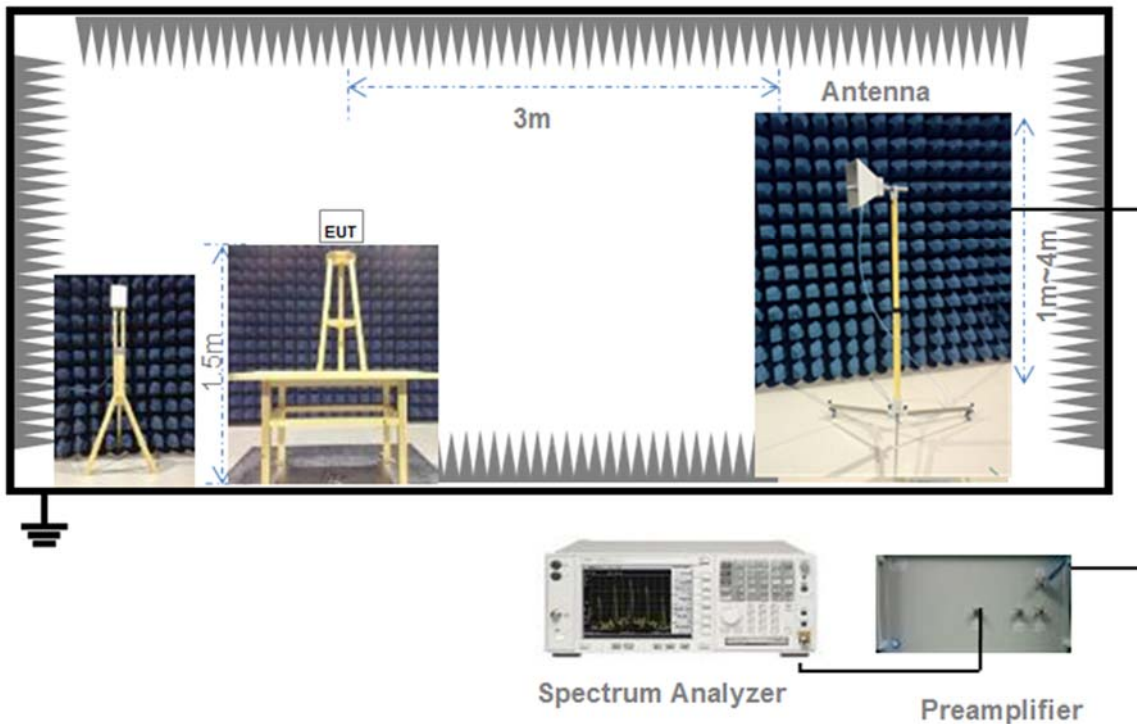 Antenna
3m
EUT
1.5m
1m~4m
Spectrum Analyzer
Preamplifier